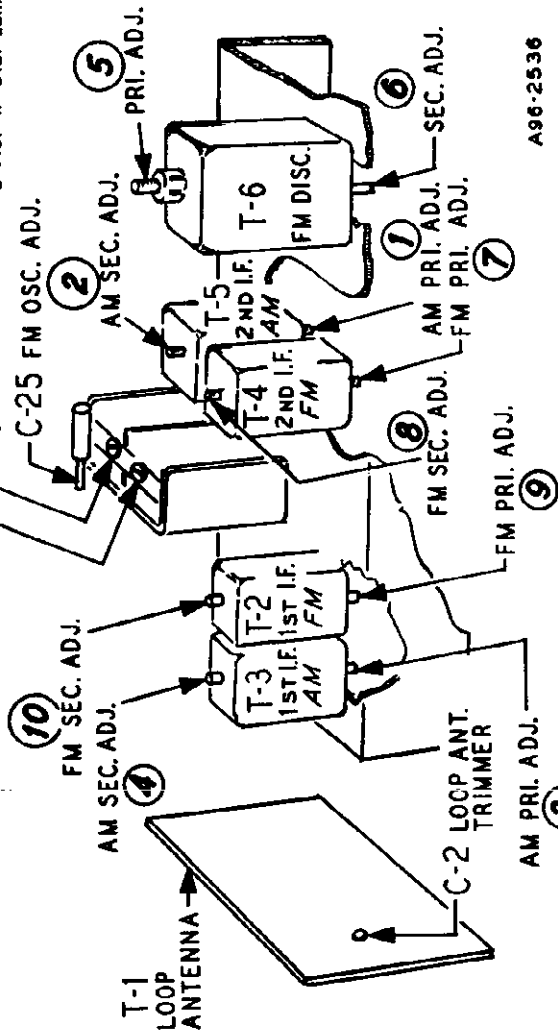 C-25 FM OSC. ADJ.
5
PRI. ADJ.
2
AM SEC. ADJ.
10
FM SEC. ADJ.
AM SEC. ADJ.
4
T-1
LOOP
ANTENNA
T-3
1ST I.F.
AM
T-2
1ST I.F.
FM
T-4
2ND I.F.
FM
T-5
2ND I.F.
AM
T-6
FM DISC.
6
SEC. ADJ.
1
AM PRI. ADJ.
FM PRI. ADJ.
7
8
FM SEC. ADJ.
FM PRI. ADJ.
9
C-2 LOOP ANT.
TRIMMER
AM PRI. ADJ.
A96-2536